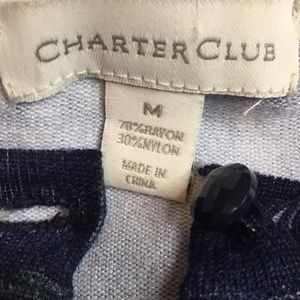 CHARTER CLUB
M
70% RAYON
30% NYLON
MADE IN
CHINA